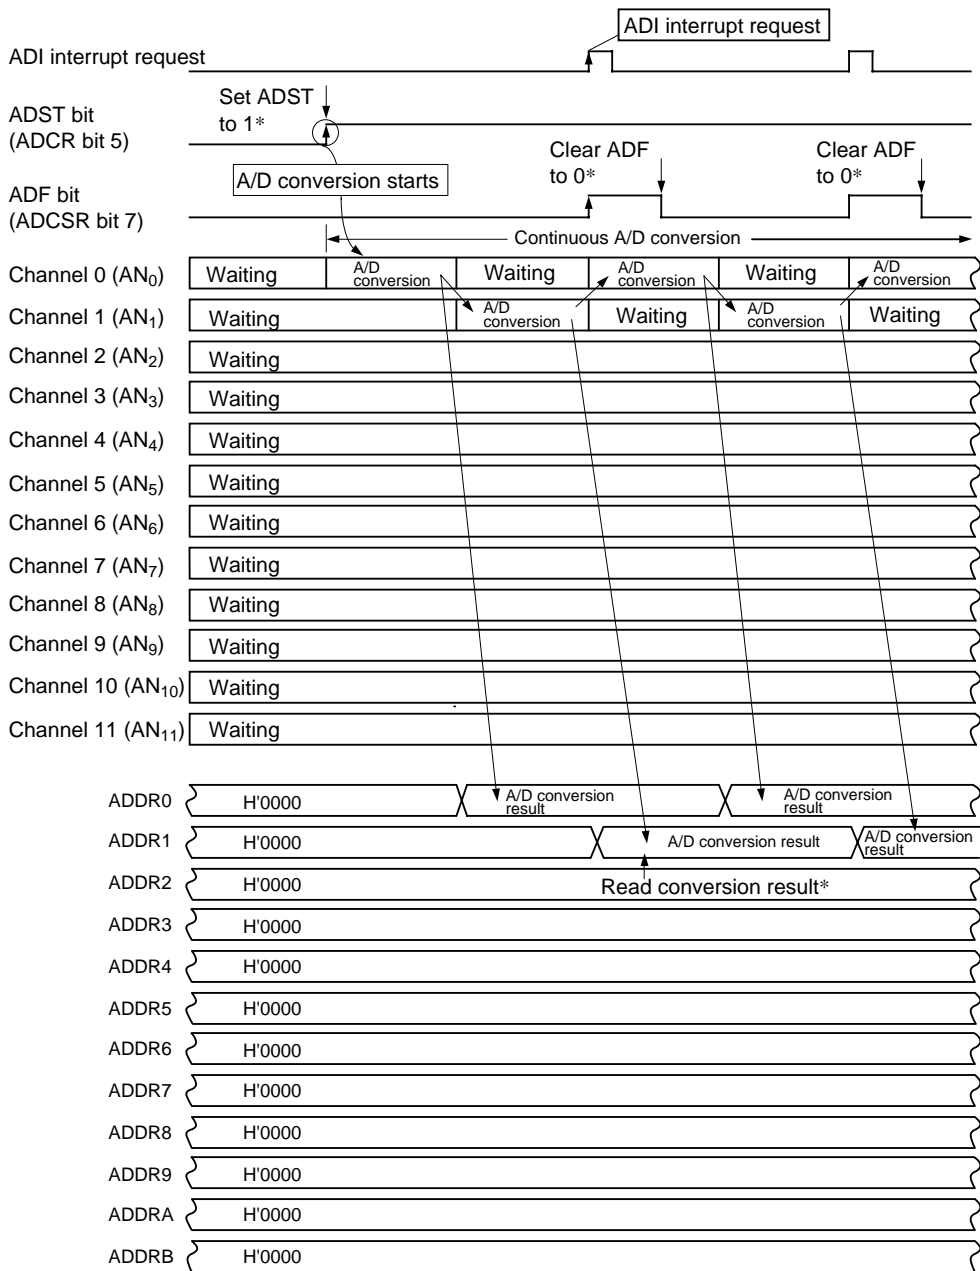 ADI interrupt request
ADI interrupt request
Set ADST
to 1*
ADST bit
(ADCR bit 5)
A/D conversion starts
Clear ADF
to 0*
Clear ADF
to 0*
ADF bit
(ADCSR bit 7)
Continuous A/D conversion
Channel 0 (AN0) Waiting A/D conversion Waiting A/D conversion Waiting A/D conversion
Channel 1 (AN1) Waiting A/D conversion Waiting A/D conversion Waiting
Channel 2 (AN2) Waiting
Channel 3 (AN3) Waiting
Channel 4 (AN4) Waiting
Channel 5 (AN5) Waiting
Channel 6 (AN6) Waiting
Channel 7 (AN7) Waiting
Channel 8 (AN8) Waiting
Channel 9 (AN9) Waiting
Channel 10 (AN10) Waiting
Channel 11 (AN11) Waiting
ADDR0 H'0000 A/D conversion result A/D conversion result
ADDR1 H'0000 A/D conversion result A/D conversion result
ADDR2 H'0000 Read conversion result*
ADDR3 H'0000
ADDR4 H'0000
ADDR5 H'0000
ADDR6 H'0000
ADDR7 H'0000
ADDR8 H'0000
ADDR9 H'0000
ADDRA H'0000
ADDRB H'0000